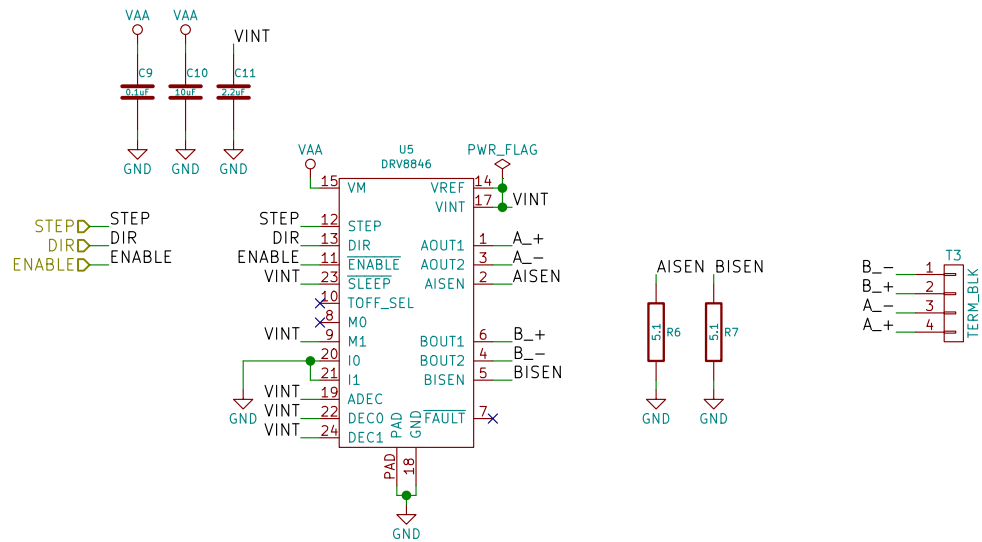 VAA VAA
VINT
C9 C10 C11
0.1uF 10uF 2.2uF
GND GND GND
U5
DRV8846
VAA
PWR_FLAG
15 VM VREF 14
VINT 17 VINT
STEP STEP
STEP 12 STEP
DIR DIR
DIR 13 DIR AOUT1 1 A_+
ENABLE ENABLE
ENABLE 11 ENABLE AOUT2 3 A_-
VINT 23 SLEEP AISEN 2 AISEN
10 TOFF_SEL
8 M0
VINT 9 M1 BOUT1 6 B_+
20 I0 BOUT2 4 B_-
21 I1 BISEN 5 BISEN
VINT 19 ADEC
GND
VINT 22 DEC0 FAULT 7
VINT 24 DEC1
PAD GND
PAD 18
GND
AISEN BISEN
5.1 R6 5.1 R7
GND GND
T3
B_- 1
B_+ 2
A_- 3
A_+ 4
TERM_BLK